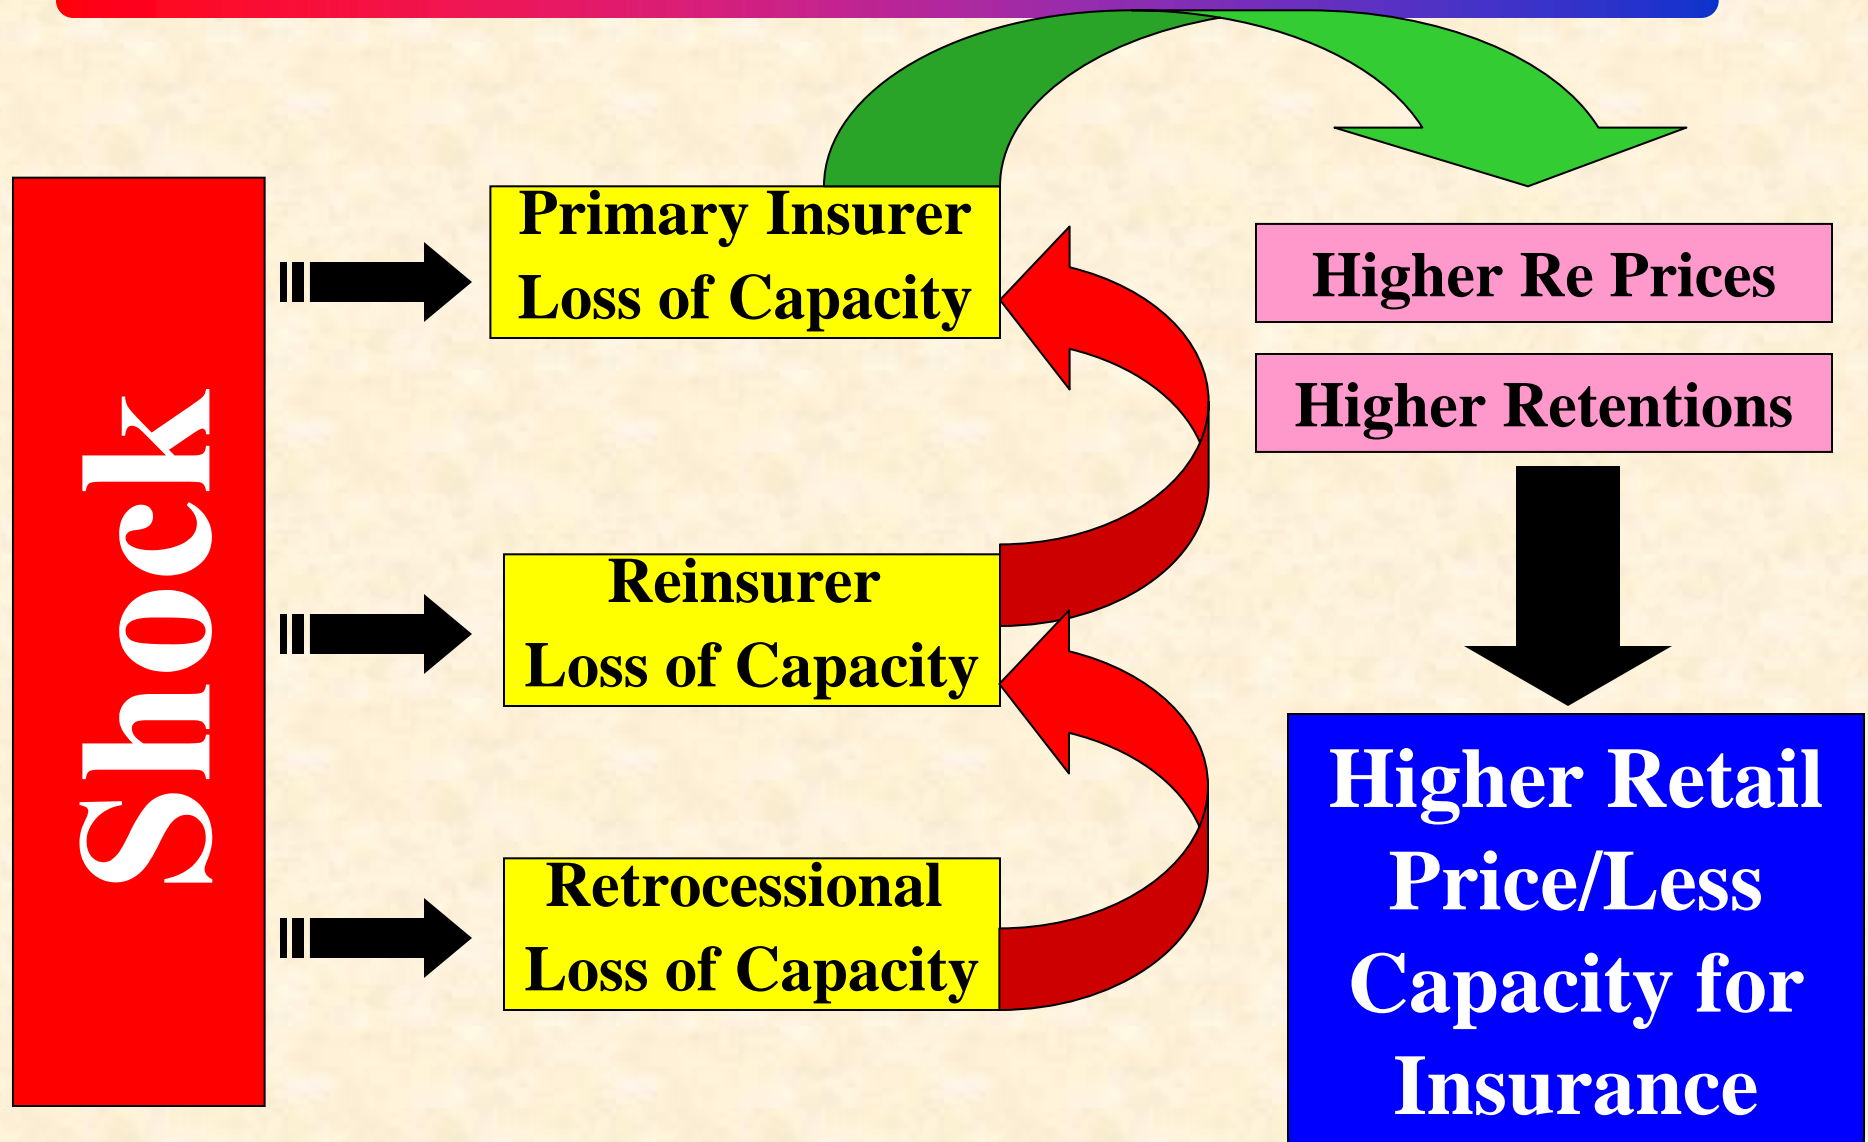 Shock
Primary Insurer
Loss of Capacity
Reinsurer
Loss of Capacity
Retrocessional
Loss of Capacity
Higher Re Prices
Higher Retentions
Higher Retail
Price/Less
Capacity for
Insurance